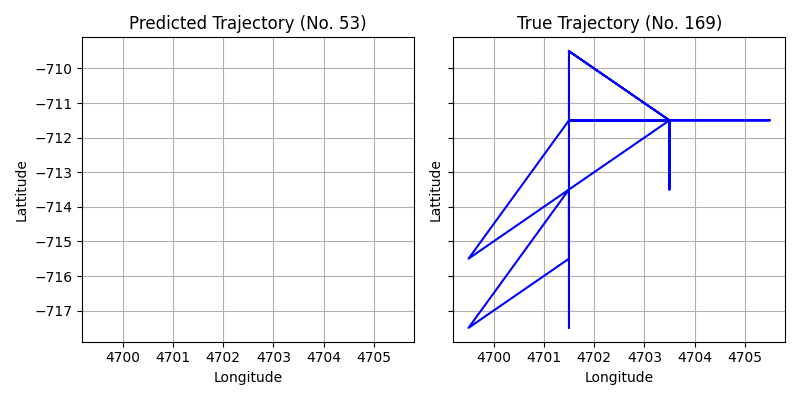 Predicted Trajectory (No. 53)
−710
−711
−712
−713
−714
−715
−716
−717
Lattitude
4700 4701 4702 4703 4704 4705
Longitude
True Trajectory (No. 169)
Lattitude
4700 4701 4702 4703 4704 4705
Longitude